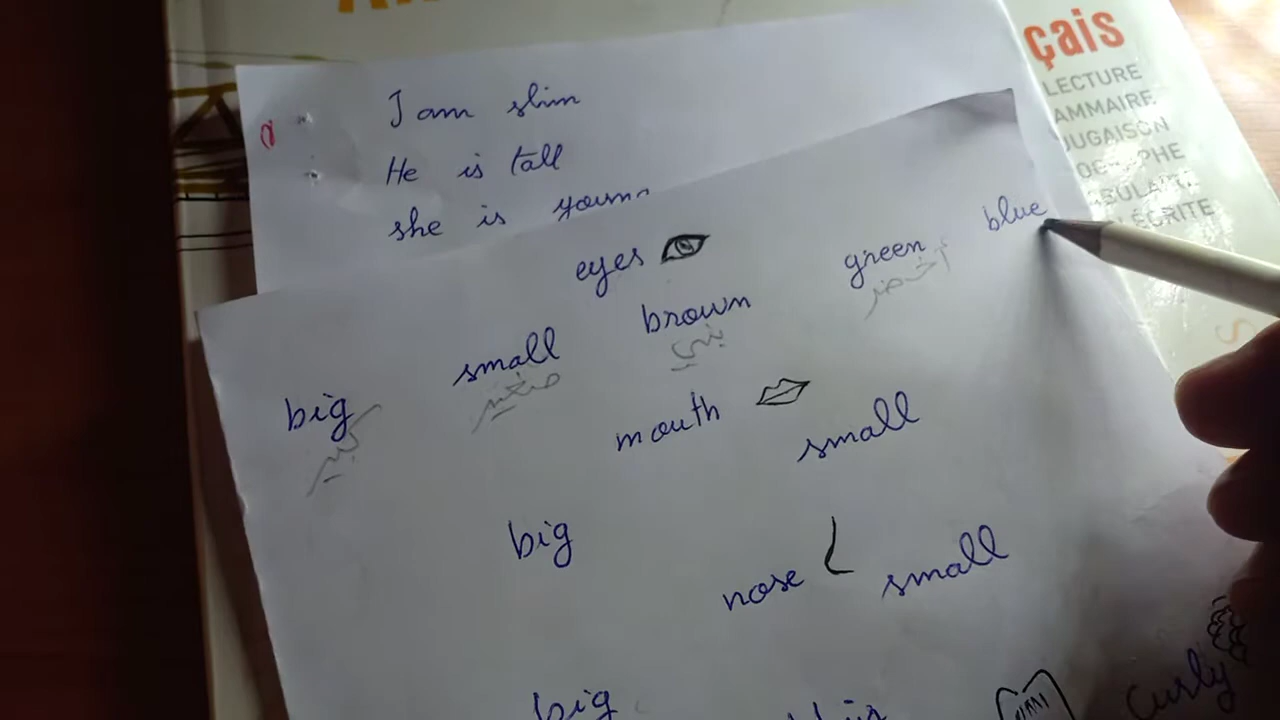 I am slim
He is tall
she is
eyes
big small brown green blue
كبير صغير بني أخضر
mouth
big small
nose
big small
Curly
çais
LECTURE